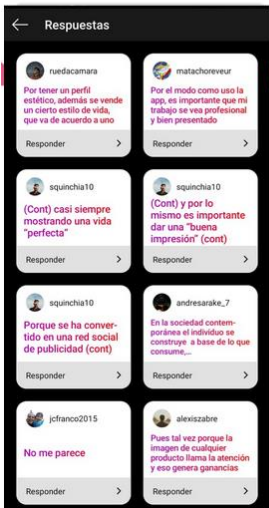 Respuestas
ruedacamara
Por tener un perfil
estético, además se vende
un cierto estilo de vida,
que va de acuerdo a uno
Responder
matachoreveur
Por el modo como uso la
app, es importante que mi
trabajo se vea profesional
y bien presentado
Responder
squinchia10
(Cont) casi siempre
mostrando una vida
"perfecta"
Responder
squinchia10
(Cont) y por lo
mismo es importante
dar una "buena
impresión" (cont)
Responder
squinchia10
Porque se ha conver-
tido en una red social
de publicidad (cont)
Responder
andresarake_7
En la sociedad contem-
poránea el individuo se
construye a base de lo que
consume,...
Responder
jcfranco2015
No me parece
Responder
alexiszabre
Pues tal vez porque la
imagen de cualquier
producto llama la atención
y eso genera ganancias
Responder